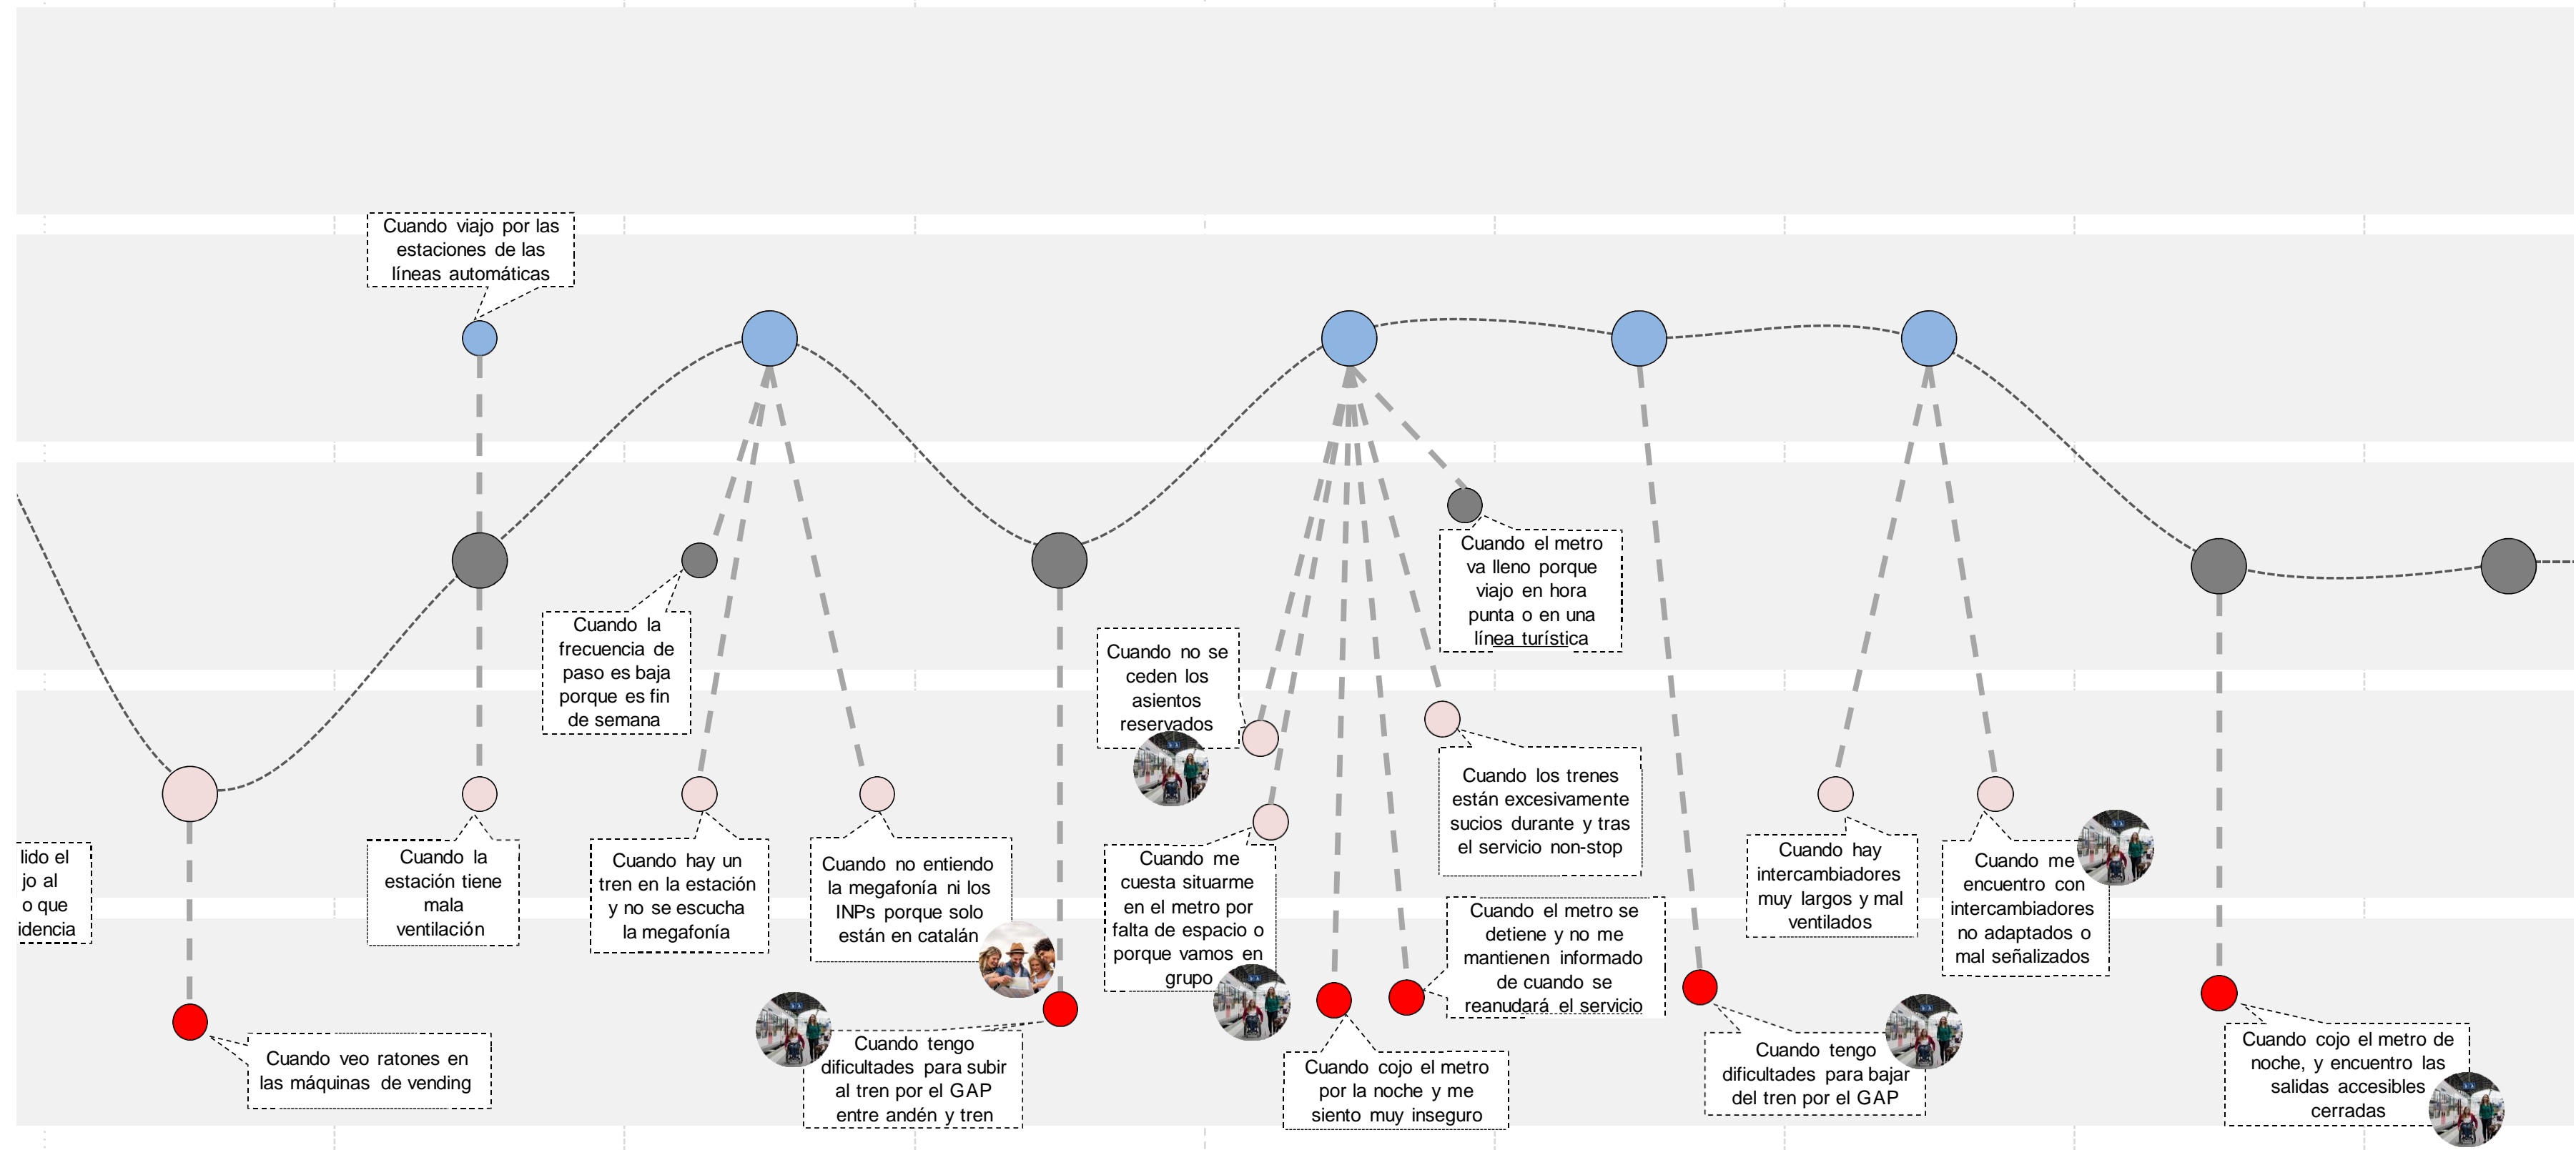 Cuando viajo por las
estaciones de las
líneas automáticas
Cuando la
frecuencia de
paso es baja
porque es fin
de semana
Cuando el metro
va lleno porque
viajo en hora
punta o en una
línea turística
Cuando no se
ceden los
asientos
reservados
Cuando los trenes
están excesivamente
sucios durante y tras
el servicio non-stop
lido el
jo al
o que
idencia
Cuando la
estación tiene
mala
ventilación
Cuando hay un
tren en la estación
y no se escucha
la megafonía
Cuando no entiendo
la megafonía ni los
INPs porque solo
están en catalán
Cuando me
cuesta situarme
en el metro por
falta de espacio o
porque vamos en
grupo
Cuando el metro se
detiene y no me
mantienen informado
de cuando se
reanudará el servicio
Cuando hay
intercambiadores
muy largos y mal
ventilados
Cuando me
encuentro con
intercambiadores
no adaptados o
mal señalizados
Cuando veo ratones en
las máquinas de vending
Cuando tengo
dificultades para subir
al tren por el GAP
entre andén y tren
Cuando cojo el metro
por la noche y me
siento muy inseguro
Cuando tengo
dificultades para bajar
del tren por el GAP
Cuando cojo el metro de
noche, y encuentro las
salidas accesibles
cerradas